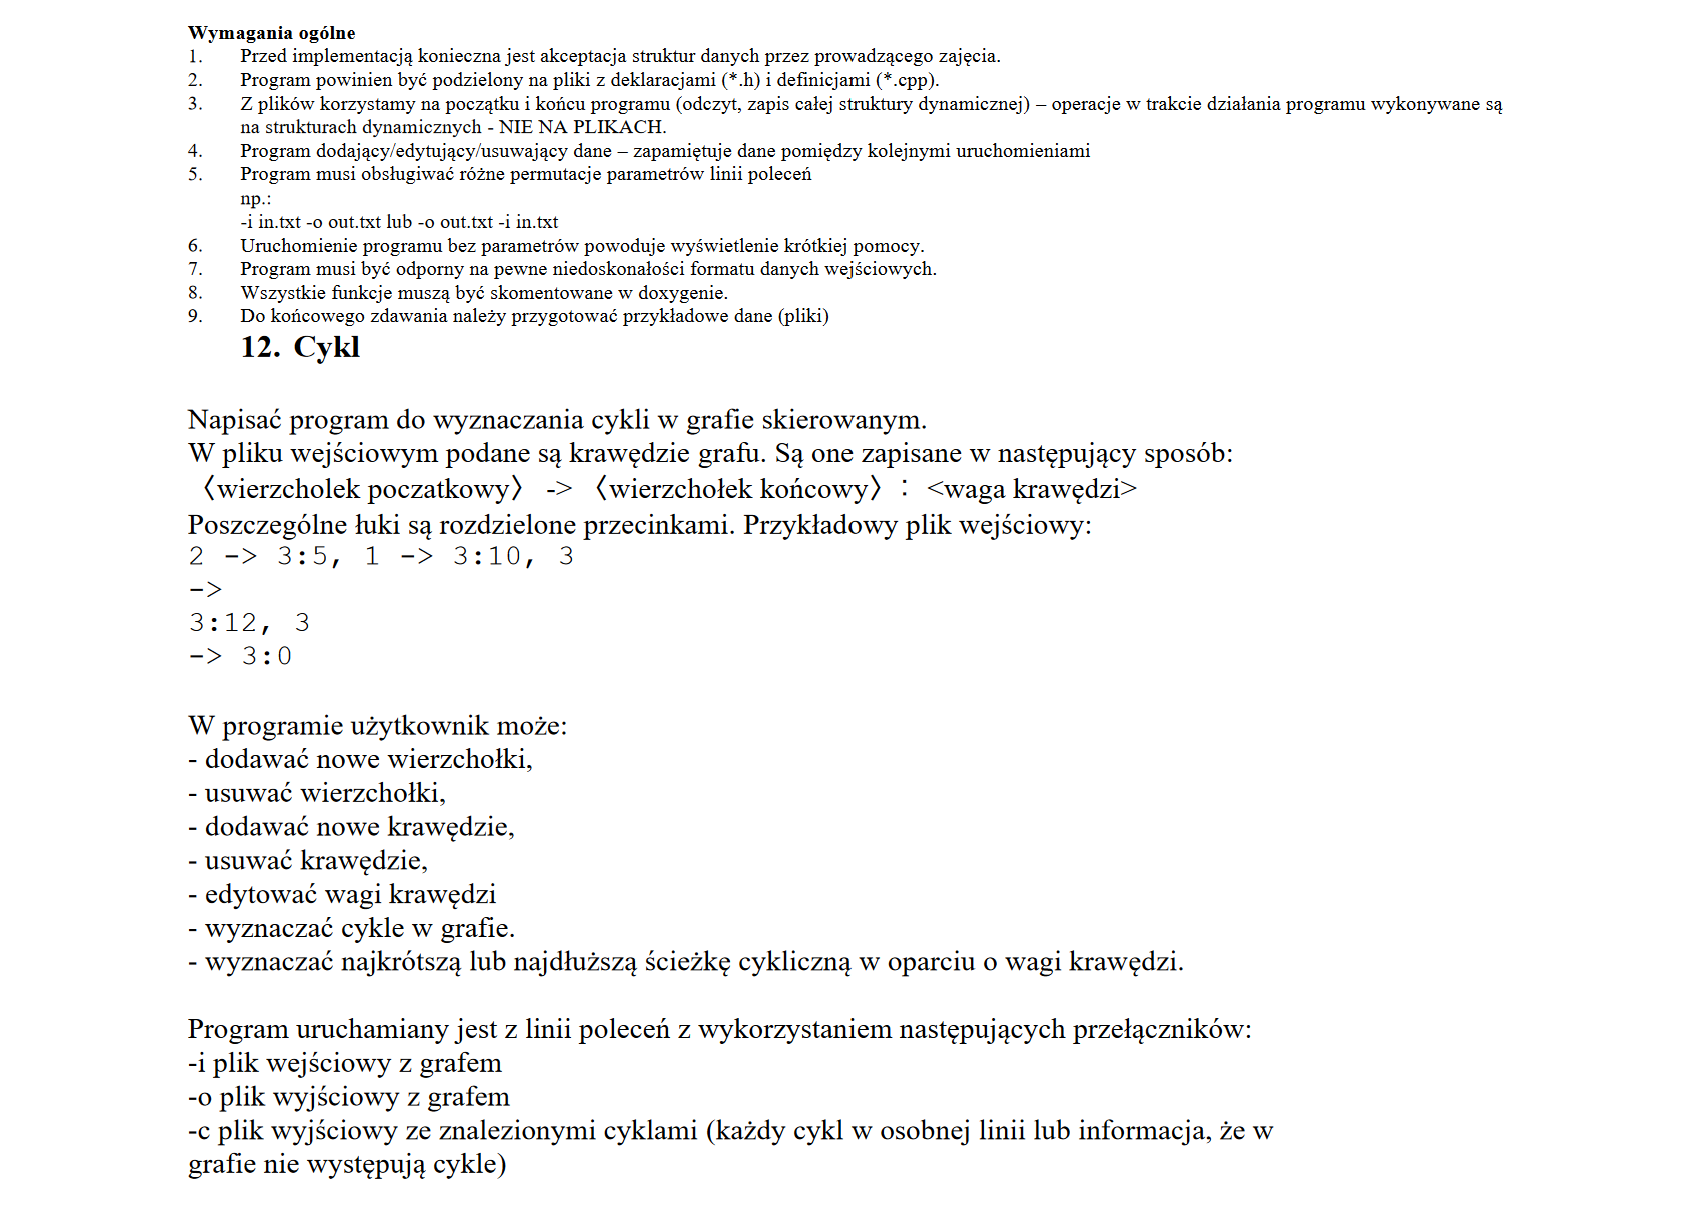 Wymagania ogólne
1. Przed implementacją konieczna jest akceptacja struktur danych przez prowadzącego zajęcia.
2. Program powinien być podzielony na pliki z deklaracjami (*.h) i definicjami (*.cpp).
3. Z plików korzystamy na początku i końcu programu (odczyt, zapis całej struktury dynamicznej) – operacje w trakcie działania programu wykonywane są
na strukturach dynamicznych - NIE NA PLIKACH.
4. Program dodający/edytujący/usuwający dane – zapamiętuje dane pomiędzy kolejnymi uruchomieniami
5. Program musi obsługiwać różne permutacje parametrów linii poleceń
np.:
-i in.txt -o out.txt lub -o out.txt -i in.txt
6. Uruchomienie programu bez parametrów powoduje wyświetlenie krótkiej pomocy.
7. Program musi być odporny na pewne niedoskonałości formatu danych wejściowych.
8. Wszystkie funkcje muszą być skomentowane w doxygenie.
9. Do końcowego zdawania należy przygotować przykładowe dane (pliki)
12. Cykl
Napisać program do wyznaczania cykli w grafie skierowanym.
W pliku wejściowym podane są krawędzie grafu. Są one zapisane w następujący sposób:
〈wierzcholek poczatkowy〉 -> 〈wierzchołek końcowy〉: <waga krawędzi>
Poszczególne łuki są rozdzielone przecinkami. Przykładowy plik wejściowy:
2 -> 3:5, 1 -> 3:10, 3
->
3:12, 3
-> 3:0
W programie użytkownik może:
- dodawać nowe wierzchołki,
- usuwać wierzchołki,
- dodawać nowe krawędzie,
- usuwać krawędzie,
- edytować wagi krawędzi
- wyznaczać cykle w grafie.
- wyznaczać najkrótszą lub najdłuższą ścieżkę cykliczną w oparciu o wagi krawędzi.
Program uruchamiany jest z linii poleceń z wykorzystaniem następujących przełączników:
-i plik wejściowy z grafem
-o plik wyjściowy z grafem
-c plik wyjściowy ze znalezionymi cyklami (każdy cykl w osobnej linii lub informacja, że w
grafie nie występują cykle)